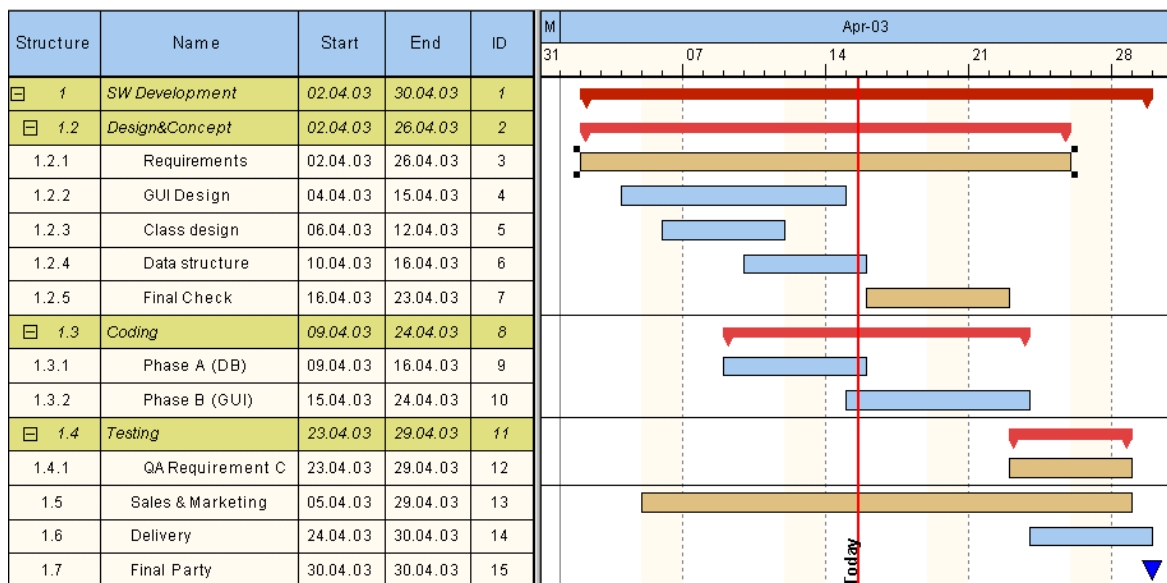 Structure Name Start End ID M Apr-03
31 07 14 21 28
1 SW Development 02.04.03 30.04.03 1
1.2 Design&Concept 02.04.03 26.04.03 2
1.2.1 Requirements 02.04.03 26.04.03 3
1.2.2 GUI Design 04.04.03 15.04.03 4
1.2.3 Class design 06.04.03 12.04.03 5
1.2.4 Data structure 10.04.03 16.04.03 6
1.2.5 Final Check 16.04.03 23.04.03 7
1.3 Coding 09.04.03 24.04.03 8
1.3.1 Phase A (DB) 09.04.03 16.04.03 9
1.3.2 Phase B (GUI) 15.04.03 24.04.03 10
1.4 Testing 23.04.03 29.04.03 11
1.4.1 QA Requirement C 23.04.03 29.04.03 12
1.5 Sales & Marketing 05.04.03 29.04.03 13
1.6 Delivery 24.04.03 30.04.03 14
1.7 Final Party 30.04.03 30.04.03 15
Today